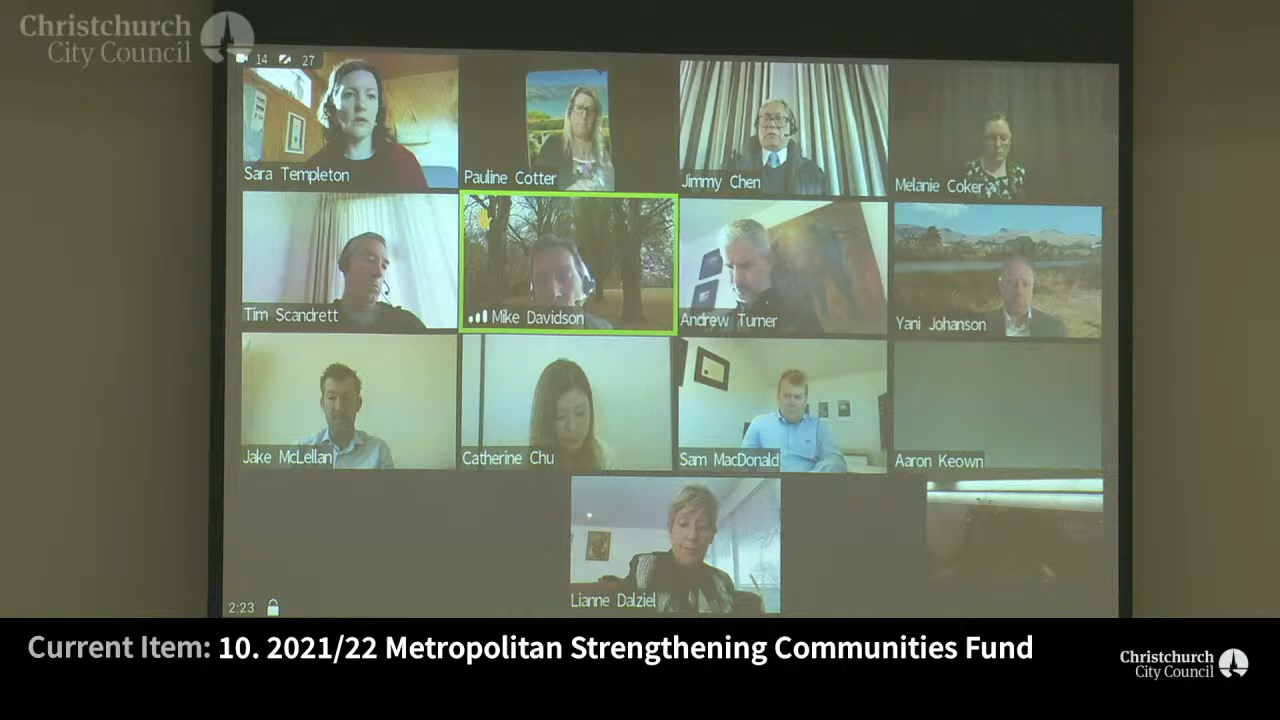 Christchurch
City Council
14 27
Sara Templeton
Pauline Cotter
Jimmy Chen
Melanie Coker
Tim Scandrett
Mike Davidson
Andrew Turner
Yani Johanson
Jake McLellan
Catherine Chu
Sam MacDonald
Aaron Keown
Lianne Dalziel
2:23
Current Item: 10. 2021/22 Metropolitan Strengthening Communities Fund
Christchurch
City Council